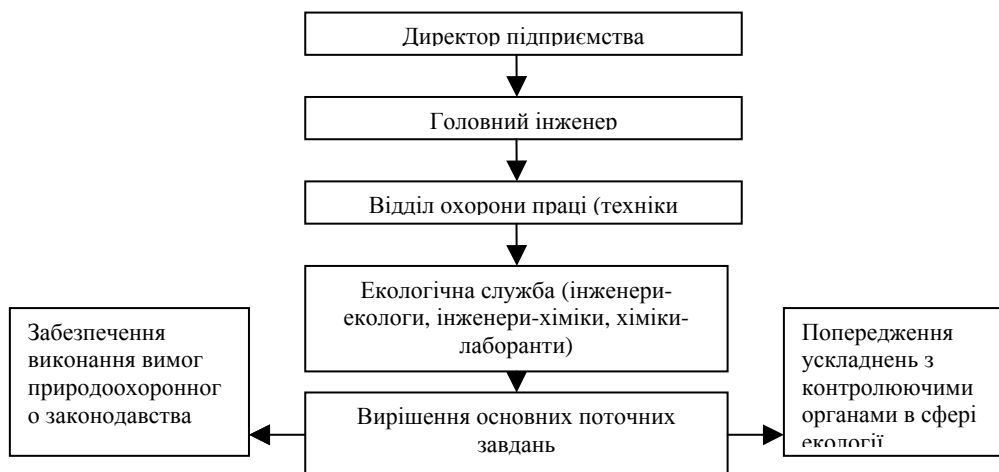 Директор підприємства
Головний інженер
Відділ охорони праці (техніки
Екологічна служба (інженери-
екологи, інженери-хіміки, хіміки-
лаборанти)
Забезпечення
виконання вимог
природоохоронног
о законодавства
Вирішення основних поточних
завдань
Попередження
ускладнень з
контролюючими
органами в сфері
екології